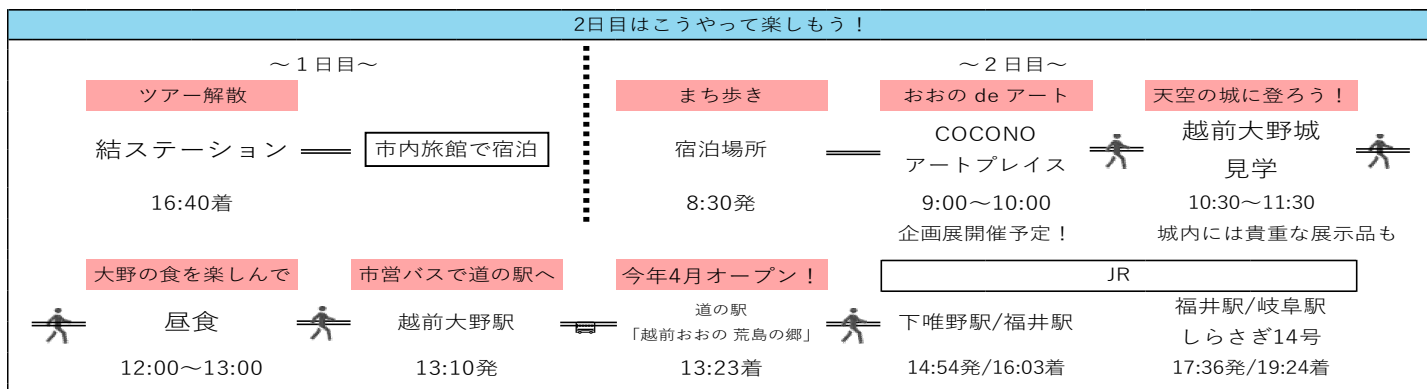 2日目はこうやって楽しもう！
～１日目～
～２日目～
ツアー解散
まち歩き
おおの de アート
天空の城に登ろう！
結ステーション
市内旅館で宿泊
宿泊場所
COCONO
アートプレイス
越前大野城
見学
16:40着
8:30発
9:00～10:00
10:30～11:30
企画展開催予定！
城内には貴重な展示品も
大野の食を楽しんで
市営バスで道の駅へ
今年4月オープン！
JR
昼食
越前大野駅
道の駅
「越前おおの 荒島の郷」
下唯野駅/福井駅
福井駅/岐阜駅
しらさぎ14号
12:00～13:00
13:10発
13:23着
14:54発/16:03着
17:36発/19:24着